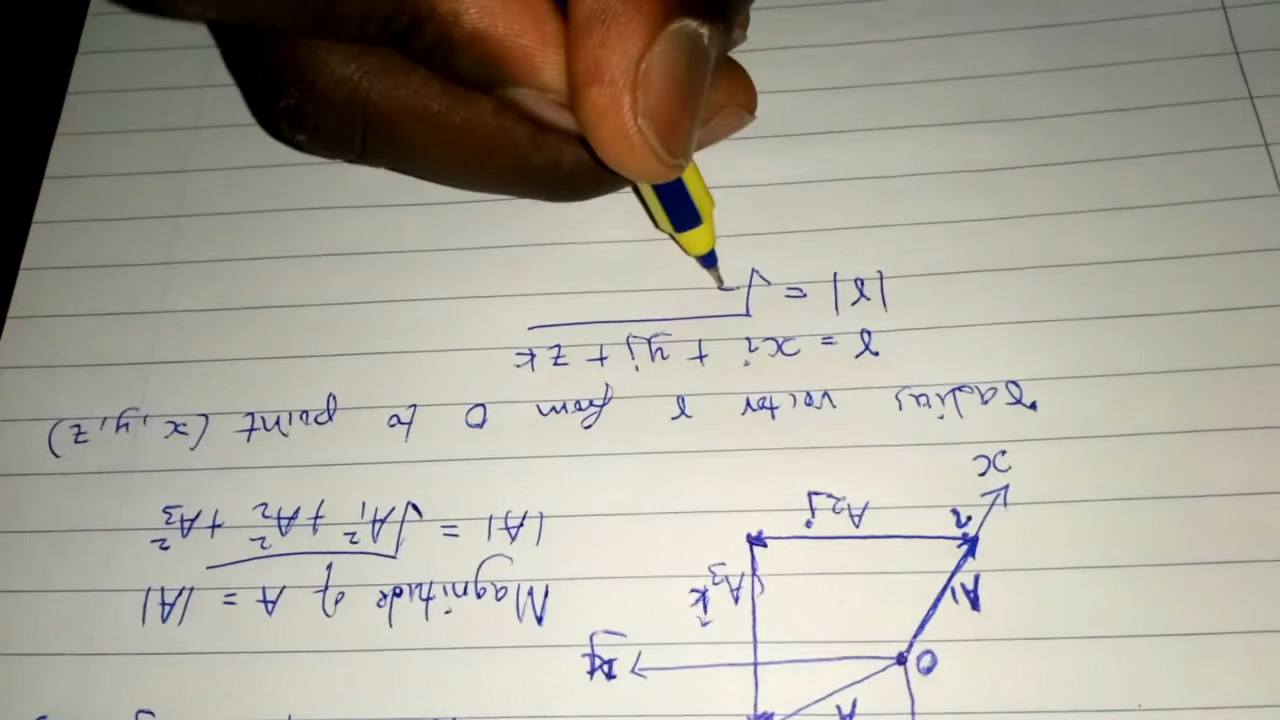 O
A
y
A₁
A₃k̂
A₂j
x
Magnitude of A = |A|
|A| = √A₁² + A₂² + A₃²
radius vector r from O to point (x, y, z)
r = xi + yj + zk
|r| = √